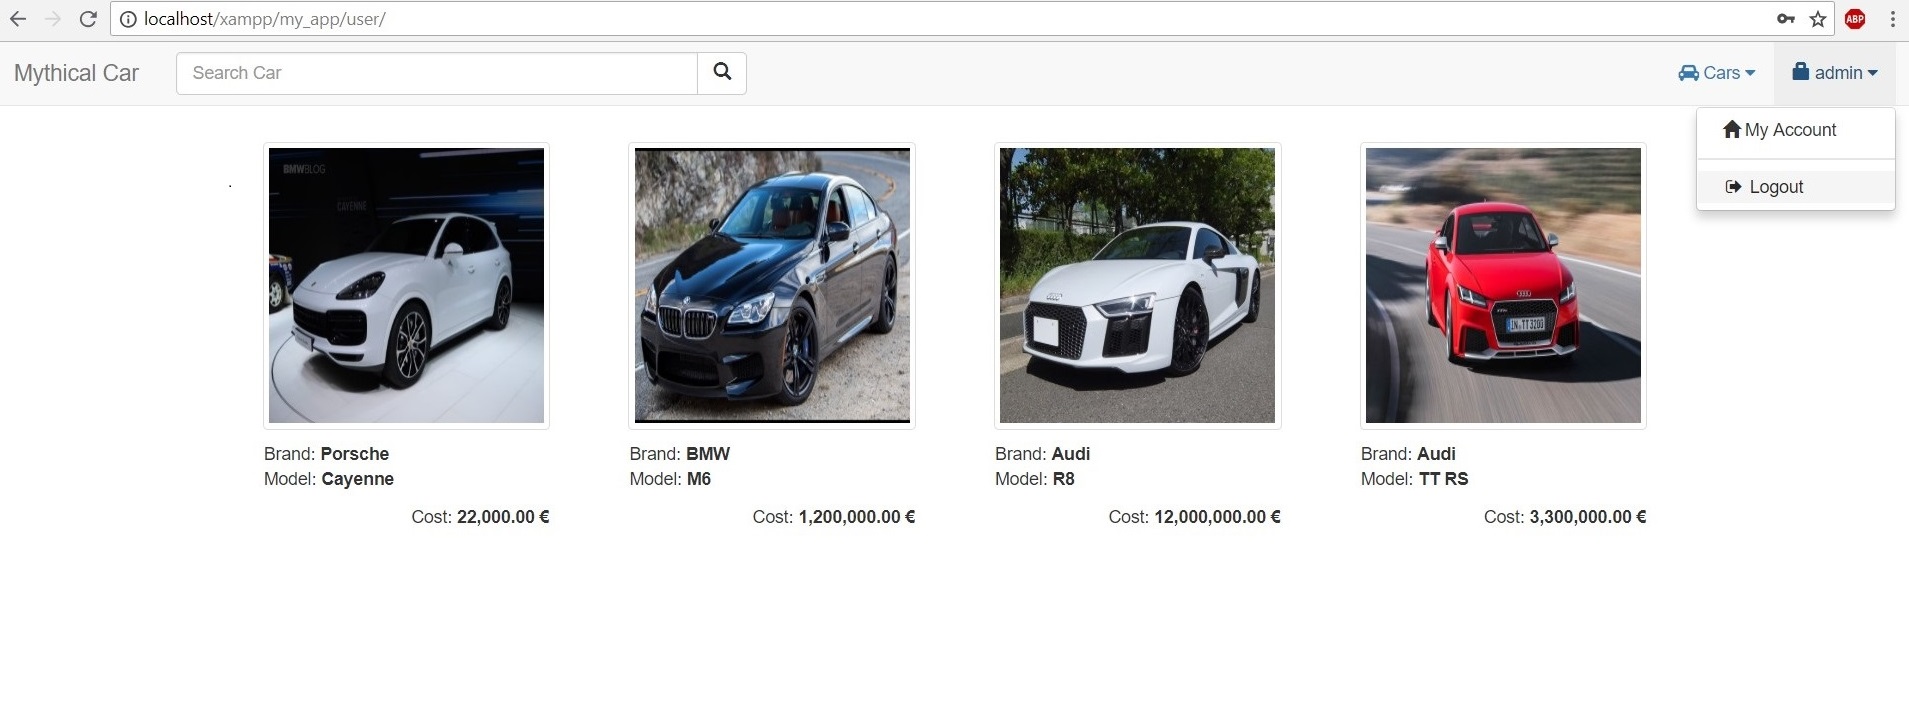 localhost/xampp/my_app/user/
ABP
Mythical Car
Search Car
Cars
admin
My Account
Logout
BMWBLOG
CAYENNE
IN TT 3200
Brand: Porsche
Model: Cayenne
Cost: 22,000.00 €
Brand: BMW
Model: M6
Cost: 1,200,000.00 €
Brand: Audi
Model: R8
Cost: 12,000,000.00 €
Brand: Audi
Model: TT RS
Cost: 3,300,000.00 €